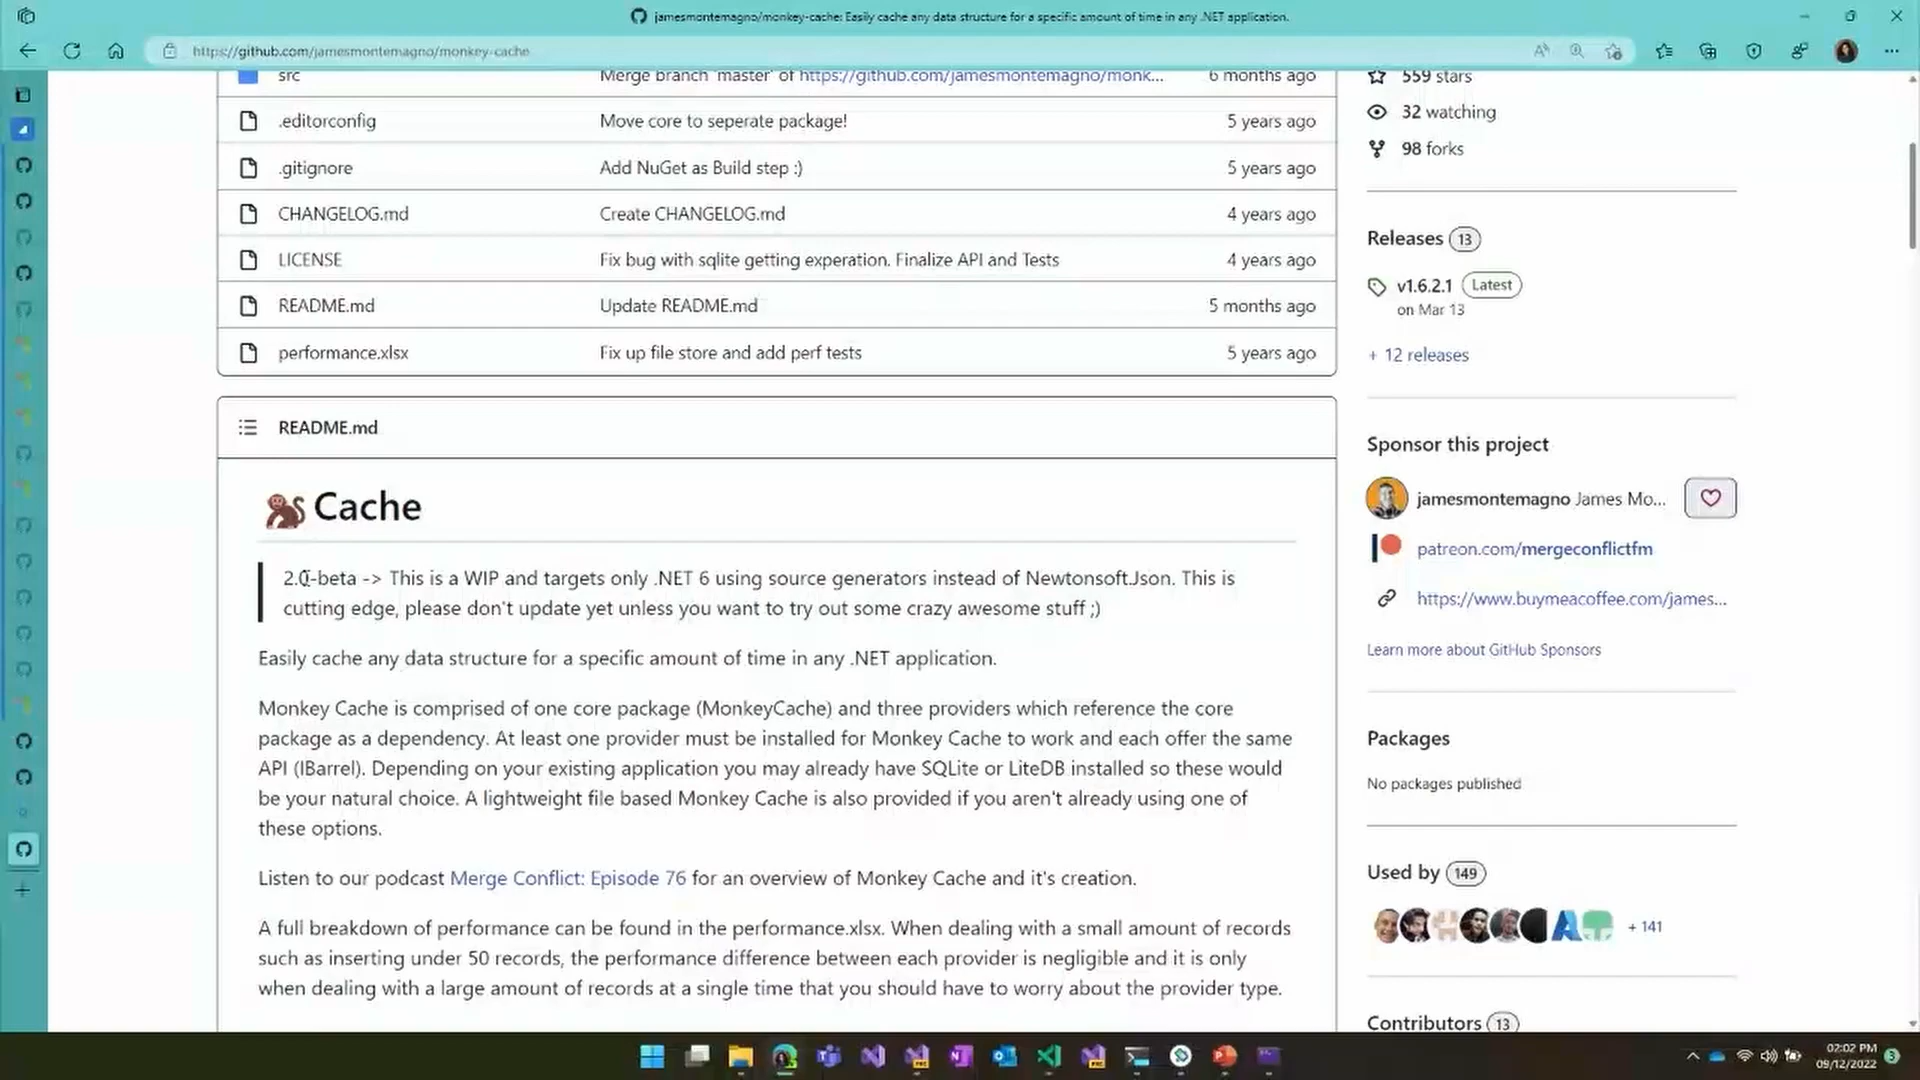 jamesmontemagno/monkey-cache: Easily cache any data structure for a specific amount of time in any .NET application.
https://github.com/jamesmontemagno/monkey-cache
src Merge branch 'master' of https://github.com/jamesmontemagno/monk... 6 months ago
.editorconfig Move core to seperate package! 5 years ago
.gitignore Add NuGet as Build step :) 5 years ago
CHANGELOG.md Create CHANGELOG.md 4 years ago
LICENSE Fix bug with sqlite getting experation. Finalize API and Tests 4 years ago
README.md Update README.md 5 months ago
performance.xlsx Fix up file store and add perf tests 5 years ago
README.md
Cache
2.0-beta -> This is a WIP and targets only .NET 6 using source generators instead of Newtonsoft.Json. This is
cutting edge, please don't update yet unless you want to try out some crazy awesome stuff ;)
Easily cache any data structure for a specific amount of time in any .NET application.
Monkey Cache is comprised of one core package (MonkeyCache) and three providers which reference the core
package as a dependency. At least one provider must be installed for Monkey Cache to work and each offer the same
API (IBarrel). Depending on your existing application you may already have SQLite or LiteDB installed so these would
be your natural choice. A lightweight file based Monkey Cache is also provided if you aren't already using one of
these options.
Listen to our podcast Merge Conflict: Episode 76 for an overview of Monkey Cache and it's creation.
A full breakdown of performance can be found in the performance.xlsx. When dealing with a small amount of records
such as inserting under 50 records, the performance difference between each provider is negligible and it is only
when dealing with a large amount of records at a single time that you should have to worry about the provider type.
559 stars
32 watching
98 forks
Releases 13
v1.6.2.1 Latest
on Mar 13
+ 12 releases
Sponsor this project
jamesmontemagno James Mo...
patreon.com/mergeconflictfm
https://www.buymeacoffee.com/james...
Learn more about GitHub Sponsors
Packages
No packages published
Used by 149
+ 141
Contributors 13
02:02 PM
09/12/2022
3